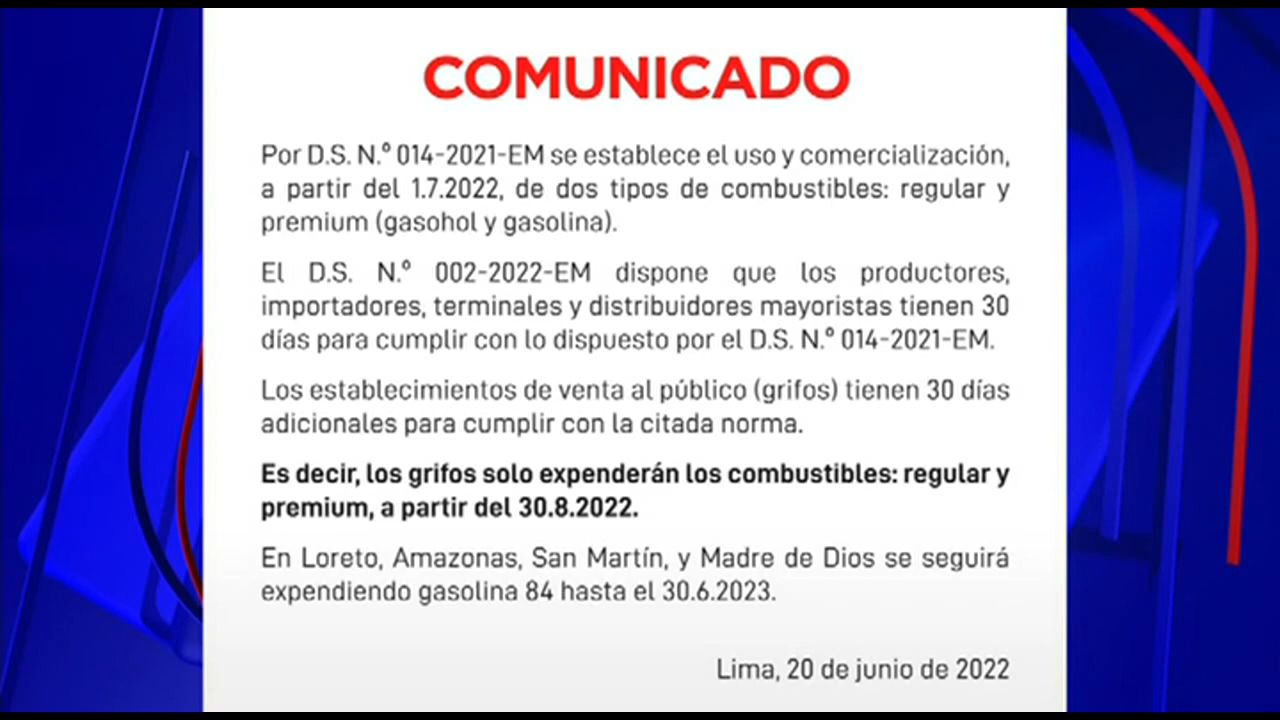 COMUNICADO
Por D.S. N.º 014-2021-EM se establece el uso y comercialización,
a partir del 1.7.2022, de dos tipos de combustibles: regular y
premium (gasohol y gasolina).
El D.S. N.º 002-2022-EM dispone que los productores,
importadores, terminales y distribuidores mayoristas tienen 30
días para cumplir con lo dispuesto por el D.S. N.º 014-2021-EM.
Los establecimientos de venta al público (grifos) tienen 30 días
adicionales para cumplir con la citada norma.
Es decir, los grifos solo expenderán los combustibles: regular y
premium, a partir del 30.8.2022.
En Loreto, Amazonas, San Martín, y Madre de Dios se seguirá
expendiendo gasolina 84 hasta el 30.6.2023.
Lima, 20 de junio de 2022